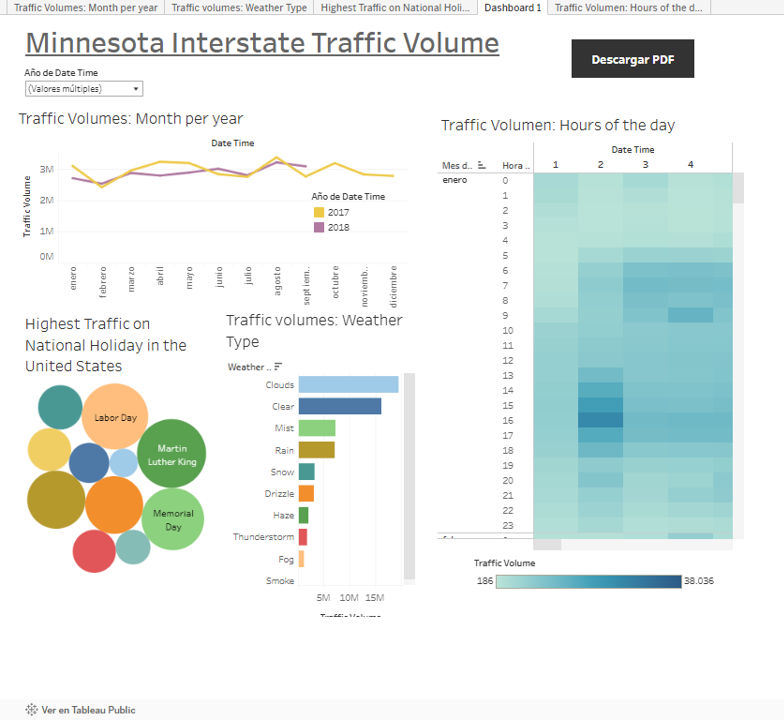 Traffic Volumes: Month per year
Traffic volumes: Weather Type
Highest Traffic on National Holi...
Dashboard 1
Traffic Volumen: Hours of the d...
Minnesota Interstate Traffic Volume
Descargar PDF
Año de Date Time
(Valores múltiples)
Traffic Volumes: Month per year
Date Time
Traffic Volume
3M
2M
1M
0M
Año de Date Time
2017
2018
enero
febrero
marzo
abril
mayo
junio
julio
agosto
septiem..
octubre
noviemb..
diciembre
Highest Traffic on
National Holiday in the
United States
Labor Day
Martin
Luther King
Memorial
Day
Traffic volumes: Weather
Type
Weather ..
Clouds
Clear
Mist
Rain
Snow
Drizzle
Haze
Thunderstorm
Fog
Smoke
5M 10M 15M
Traffic Volume
Traffic Volumen: Hours of the day
Date Time
Mes d.. Hora .. 1 2 3 4
enero 0
1
2
3
4
5
6
7
8
9
10
11
12
13
14
15
16
17
18
19
20
21
22
23
Traffic Volume
186 38.036
Ver en Tableau Public